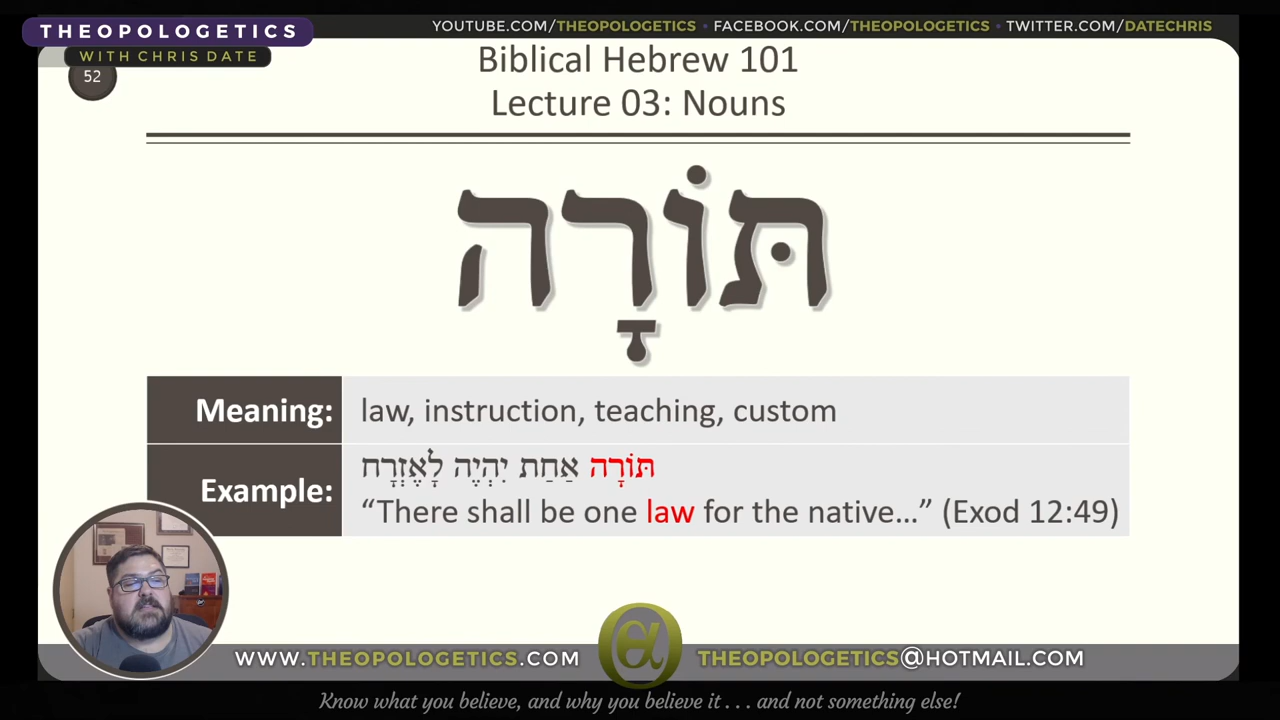 THEOPOLOGETICS
WITH CHRIS DATE
YOUTUBE.COM/THEOPOLOGETICS • FACEBOOK.COM/THEOPOLOGETICS • TWITTER.COM/DATECHRIS
52
Biblical Hebrew 101
Lecture 03: Nouns
תּוֹרָה
Meaning: law, instruction, teaching, custom
Example:
תּוֹרָה אַחַת יִהְיֶה לָאֶזְרָח
“There shall be one law for the native…” (Exod 12:49)
WWW.THEOPOLOGETICS.COM
THEOPOLOGETICS@HOTMAIL.COM
Know what you believe, and why you believe it . . . and not something else!